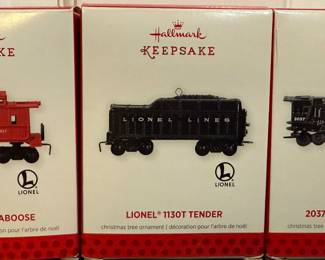 Hallmark
KEEPSAKE
LIONEL LINES
LIONEL
LIONEL
ABOOSE
LIONEL® 1130T TENDER
2037
christmas tree ornament | décoration pour l'arbre de noël
décoration pour l'arbre de noël
christmas tree